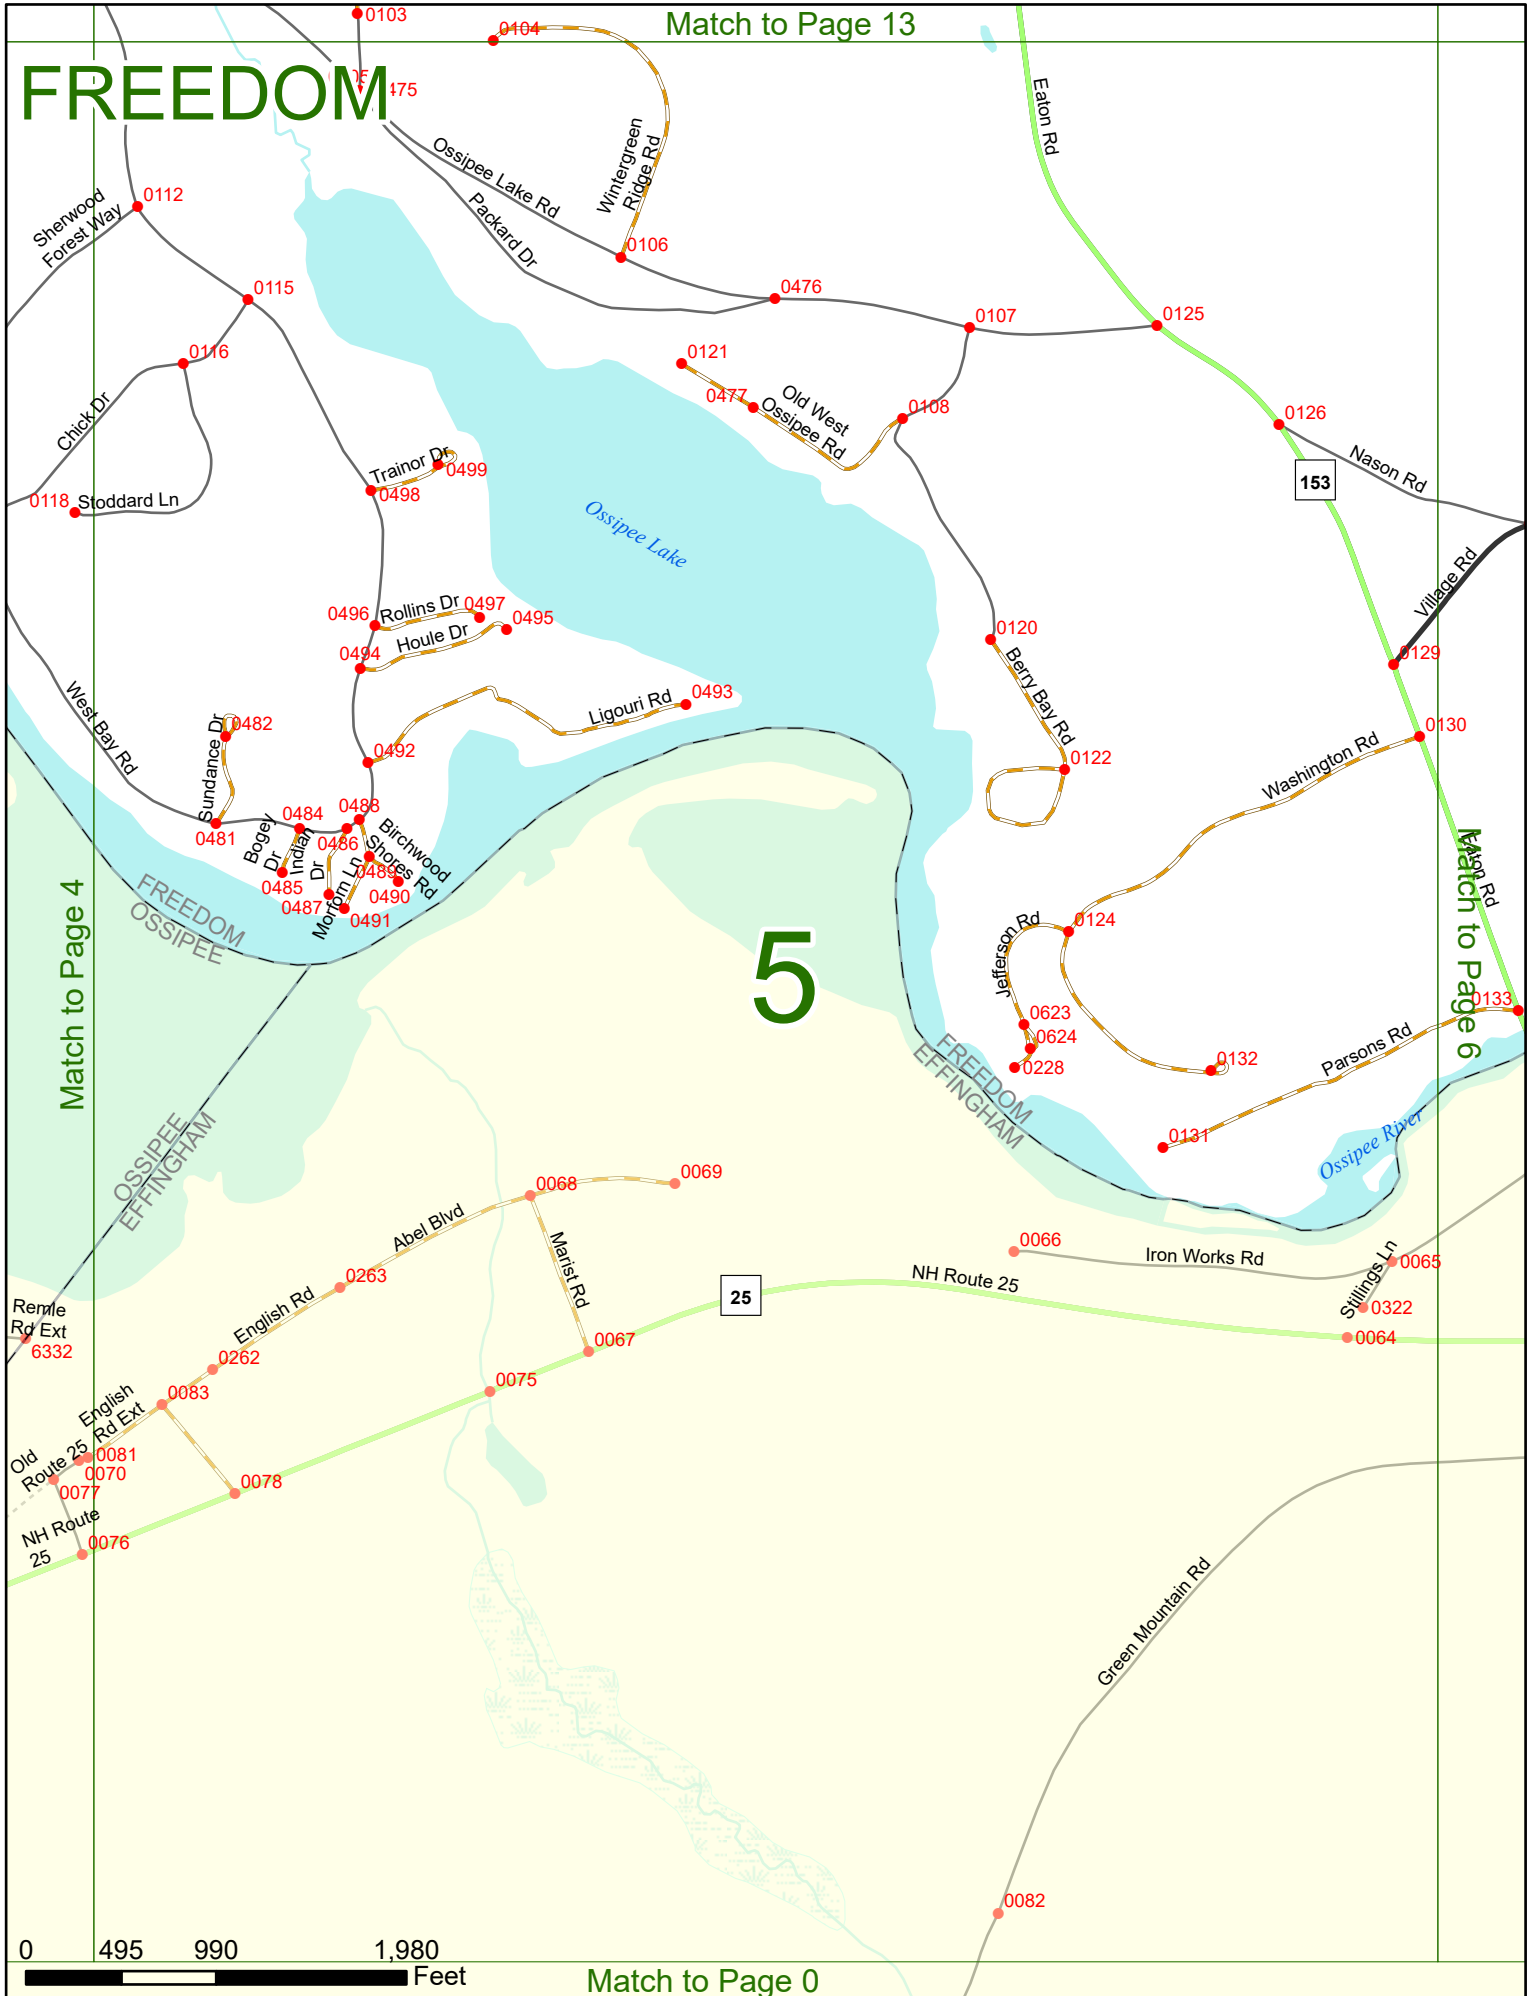 Match to Page 13
0103
0104
FREEDOM
475
Eaton Rd
Ossipee Lake Rd
Wintergreen
Ridge Rd
Packard Dr
Sherwood
Forest Way
0112
0106
0115
0476
0107
0125
0116
0121
0477
Old West
Ossipee Rd
0108
0126
Chick Dr
Nason Rd
153
Trainor Dr
0499
0498
0118
Stoddard Ln
Ossipee Lake
Village Rd
0496
Rollins Dr
0497
0495
Houle Dr
0494
0120
0129
Berry Bay Rd
West Bay Rd
Ligouri Rd
0493
Sundance Dr
0482
0492
0130
Washington Rd
0122
0481
Bogey
Dr
0484
Indian
Dr
0488
0486
Birchwood
Shores Rd
0489
0485
0487
0490
Morfom Ln
0491
Eaton Rd
Match to Page 4
Match to Page 6
FREEDOM
OSSIPEE
5
Jefferson Rd
0124
0623
0624
0228
0133
0132
Parsons Rd
FREEDOM
EFFINGHAM
OSSIPEE
EFFINGHAM
0131
Ossipee River
0068
0069
Abel Blvd
Marist Rd
0066
Iron Works Rd
0065
Stillings Ln
0322
0064
NH Route 25
25
0263
English Rd
Remle
Rd Ext
6332
0067
0262
0075
0083
English
Rd Ext
Old
Route 25
0081
0070
0077
0078
NH Route
25
0076
Green Mountain Rd
0082
0 495 990 1,980
Feet
Match to Page 0